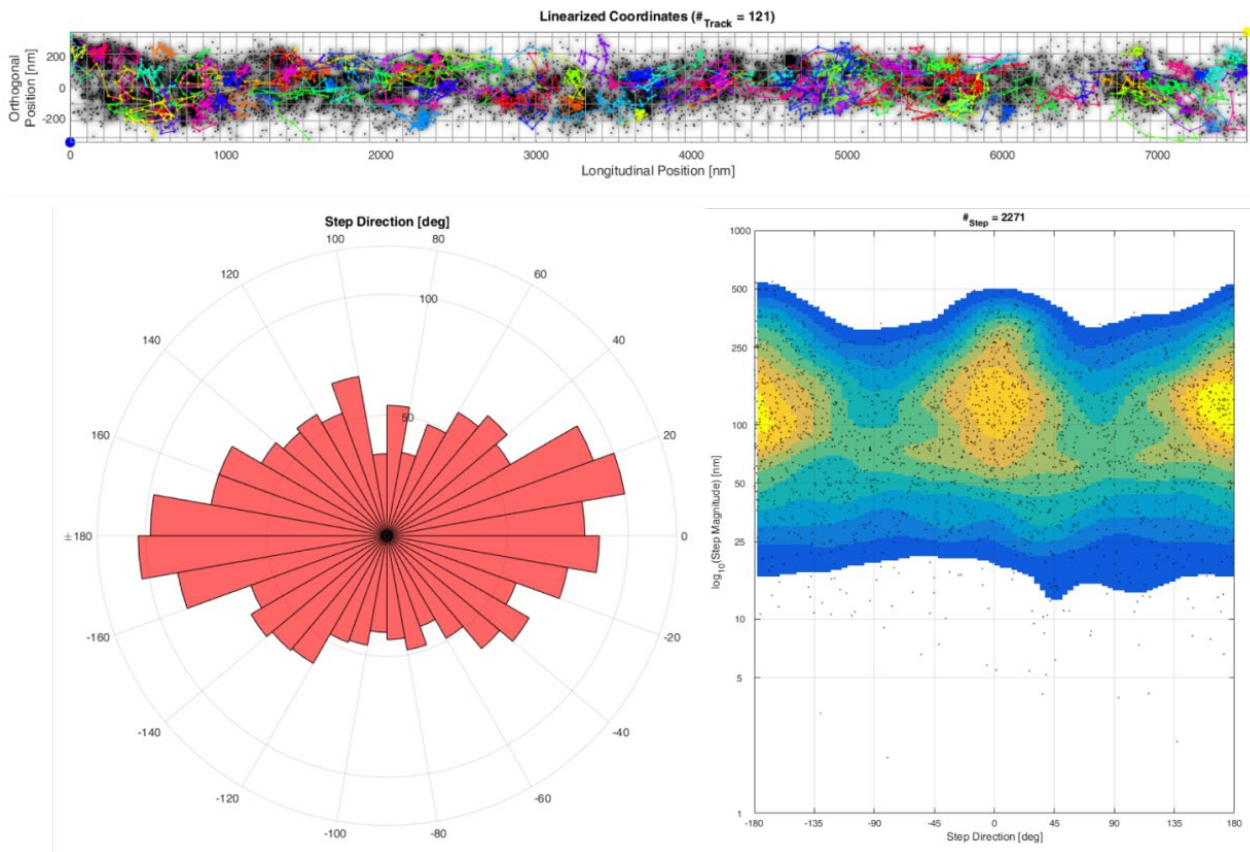 Linearized Coordinates (#Track = 121)
Orthogonal
Position [nm]
200
0
-200
0 1000 2000 3000 4000 5000 6000 7000
Longitudinal Position [nm]
Step Direction [deg]
100 80
120 60
100
140 40
50
160 20
±180 0
-160 -20
-140 -40
-120 -60
-100 -80
#Step = 2271
log10(Step Magnitude) [nm]
1000
500
250
100
50
25
10
5
1
-180 -135 -90 -45 0 45 90 135 180
Step Direction [deg]